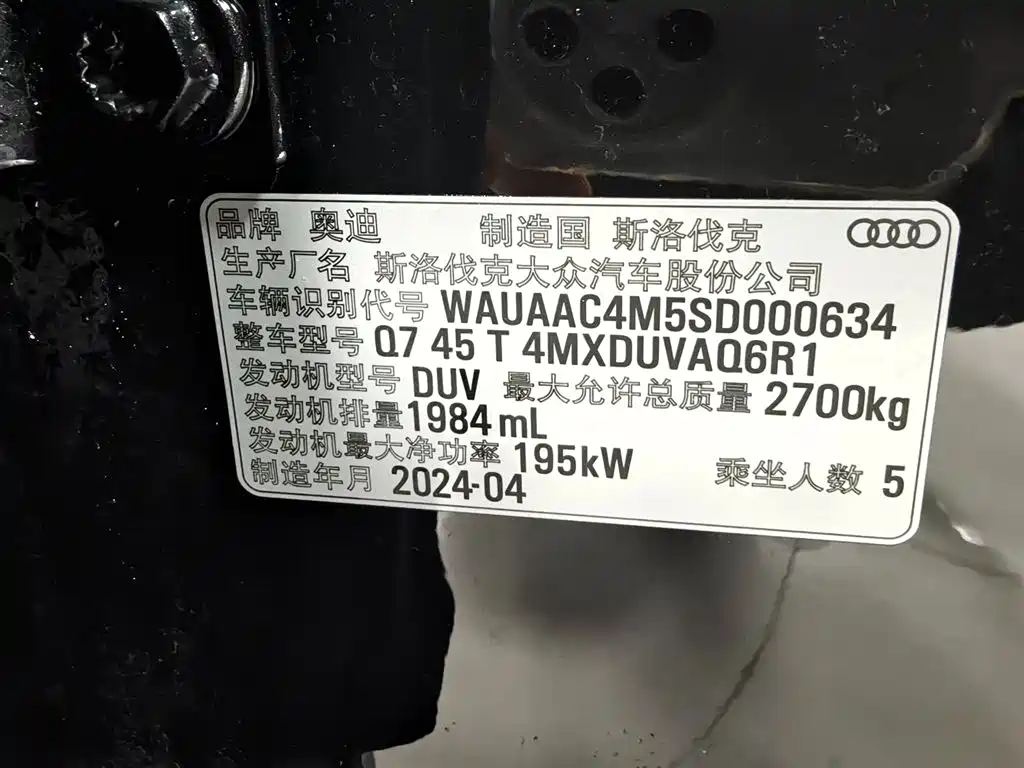 品牌 奥迪 制造国 斯洛伐克
生产厂名 斯洛伐克大众汽车股份公司
车辆识别代号 WAUAAC4M5SD000634
整车型号 Q7 45 T 4MXDUVAQ6R1
发动机型号 DUV 最大允许总质量 2700kg
发动机排量 1984 mL
发动机最大净功率 195kW 乘坐人数 5
制造年月 2024-04